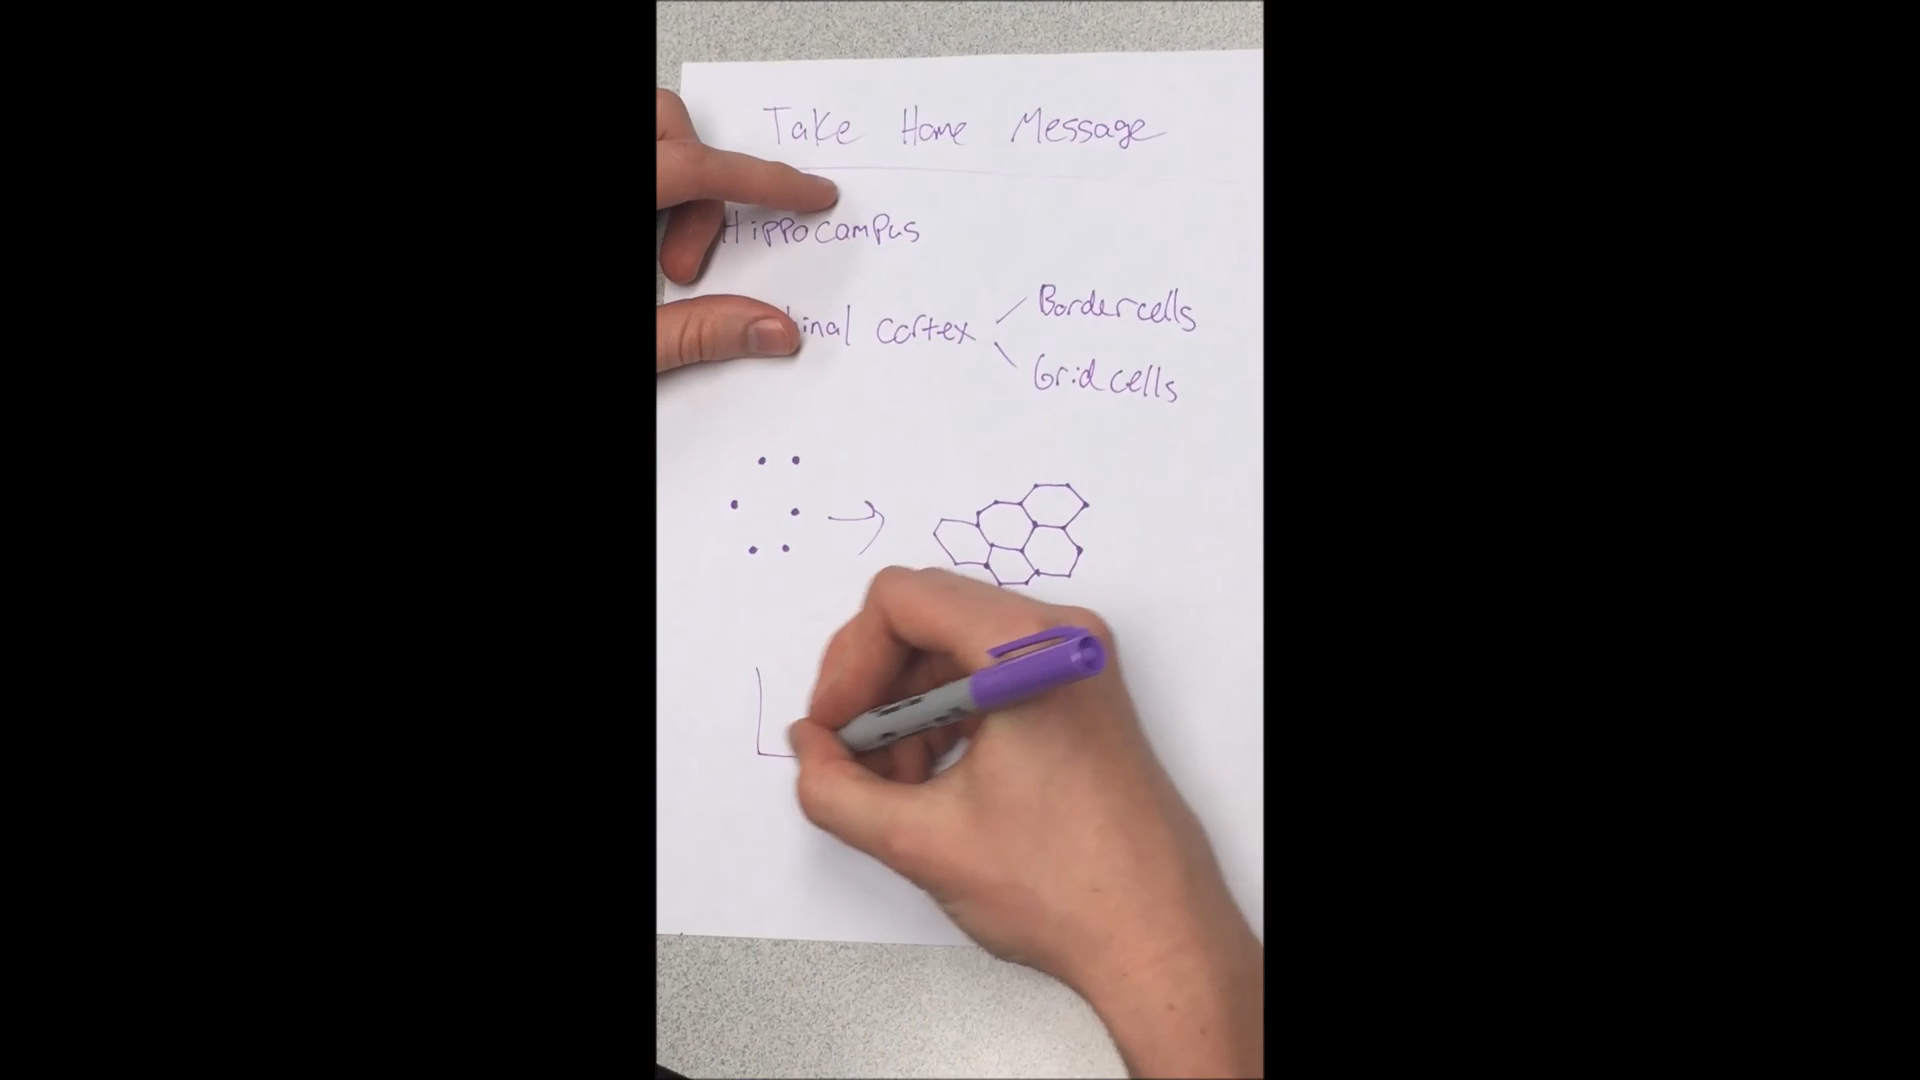 Take Home Message
Hippocampus
cortex
Border cells
Grid cells